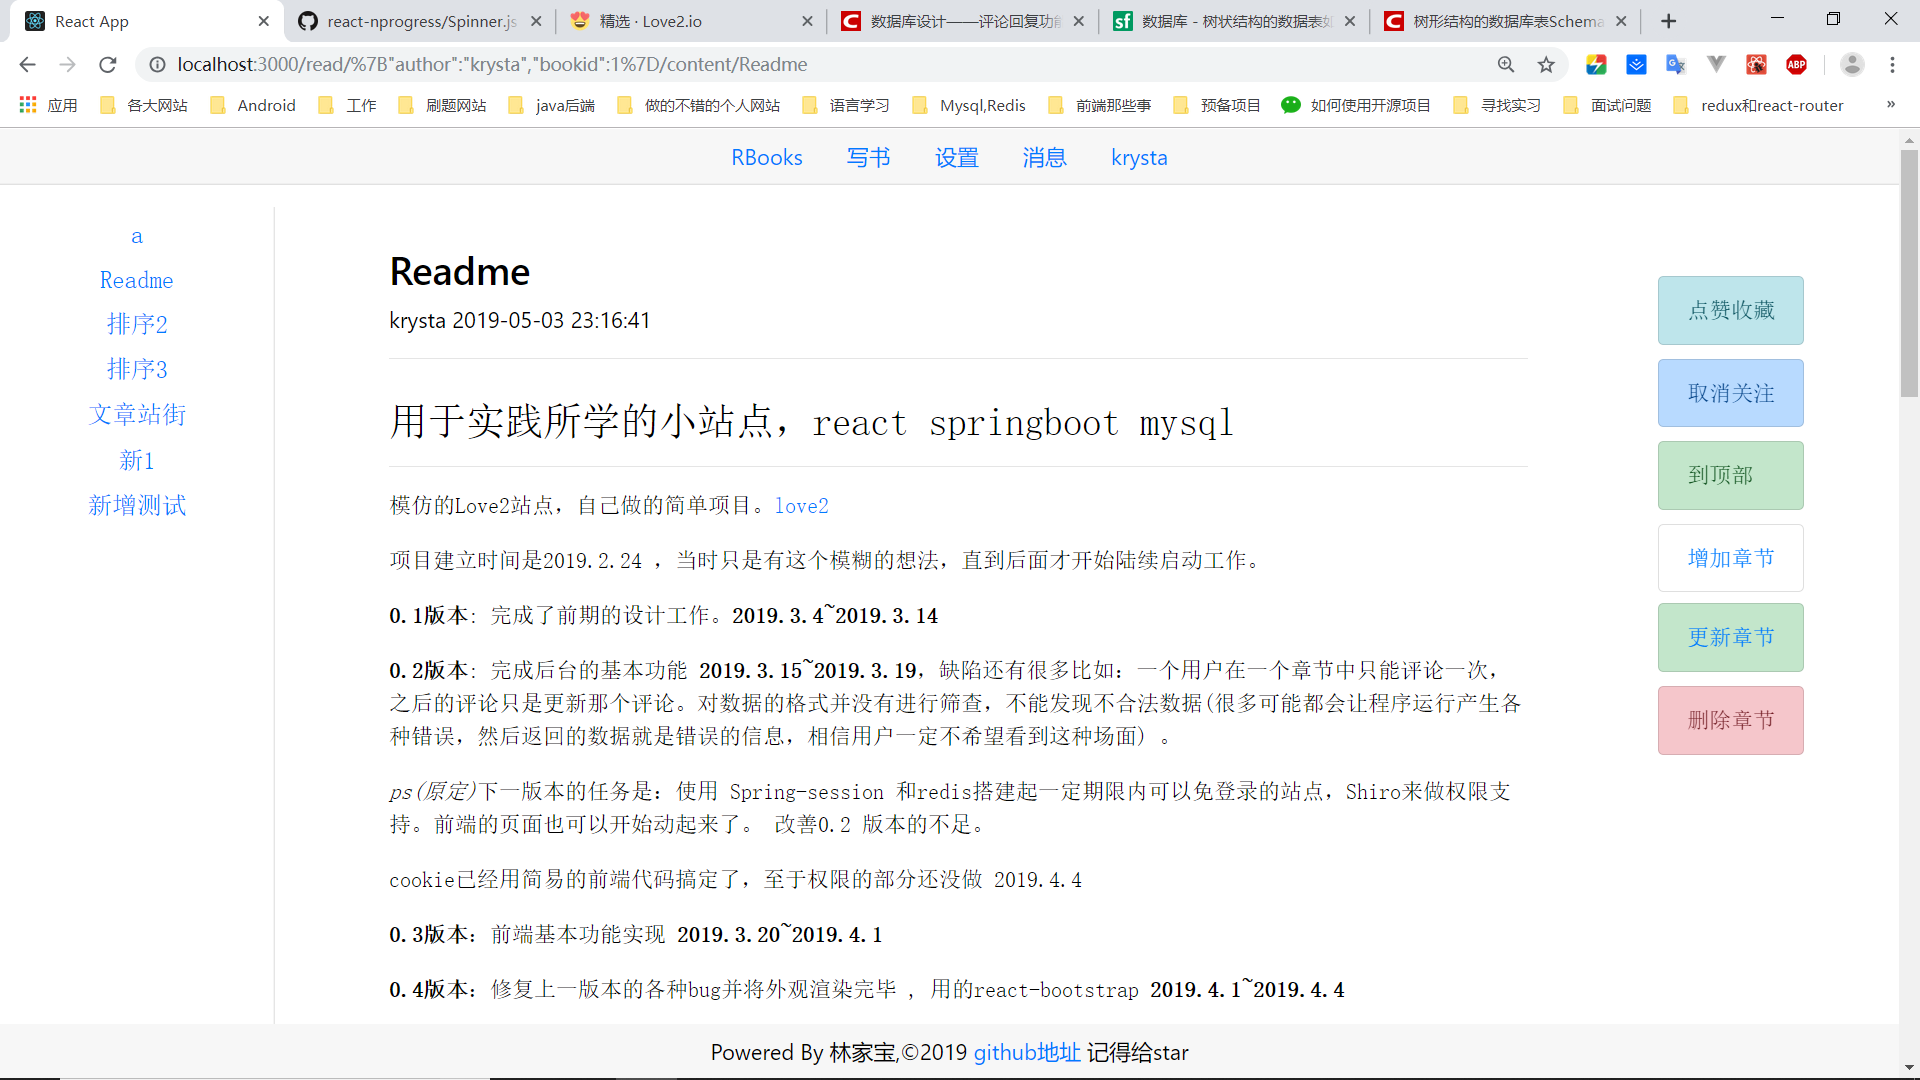 React App
react-nprogress/Spinner.js
精选 · Love2.io
数据库设计——评论回复功能
数据库 - 树状结构的数据表如
树形结构的数据库表Schema
localhost:3000/read/%7B"author":"krysta","bookid":1%7D/content/Readme
应用 各大网站 Android 工作 刷题网站 java后端 做的不错的个人网站 语言学习 Mysql,Redis 前端那些事 预备项目 如何使用开源项目 寻找实习 面试问题 redux和react-router »
RBooks 写书 设置 消息 krysta
a
Readme
排序2
排序3
文章站街
新1
新增测试
Readme
krysta 2019-05-03 23:16:41
用于实践所学的小站点，react springboot mysql
模仿的Love2站点，自己做的简单项目。love2
项目建立时间是2019.2.24 ，当时只是有这个模糊的想法，直到后面才开始陆续启动工作。
0.1版本: 完成了前期的设计工作。2019.3.4~2019.3.14
0.2版本: 完成后台的基本功能 2019.3.15~2019.3.19，缺陷还有很多比如：一个用户在一个章节中只能评论一次，
之后的评论只是更新那个评论。对数据的格式并没有进行筛查，不能发现不合法数据(很多可能都会让程序运行产生各
种错误，然后返回的数据就是错误的信息，相信用户一定不希望看到这种场面) 。
ps(原定)下一版本的任务是：使用 Spring-session 和redis搭建起一定期限内可以免登录的站点，Shiro来做权限支
持。前端的页面也可以开始动起来了。 改善0.2 版本的不足。
cookie已经用简易的前端代码搞定了，至于权限的部分还没做 2019.4.4
0.3版本：前端基本功能实现 2019.3.20~2019.4.1
0.4版本：修复上一版本的各种bug并将外观渲染完毕 ，用的react-bootstrap 2019.4.1~2019.4.4
点赞收藏
取消关注
到顶部
增加章节
更新章节
删除章节
Powered By 林家宝,©2019 github地址 记得给star